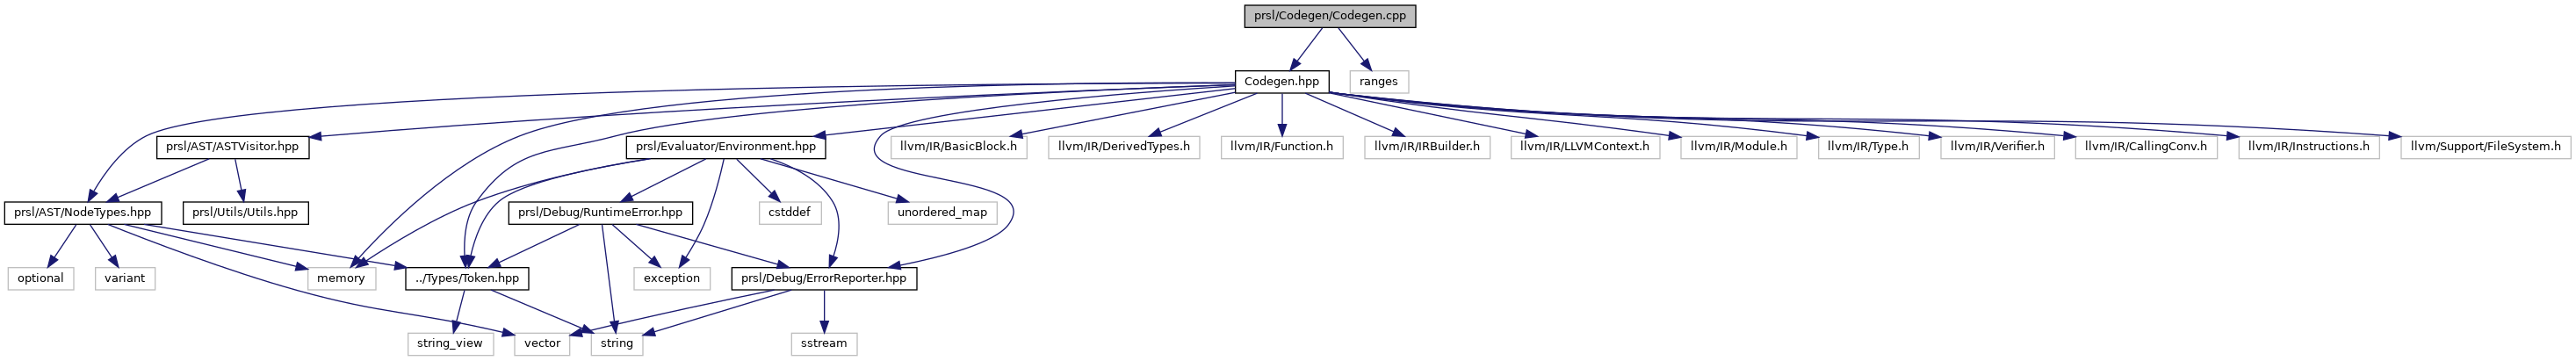 prsl/Codegen/Codegen.cpp
Codegen.hpp
ranges
prsl/AST/ASTVisitor.hpp
prsl/Evaluator/Environment.hpp
llvm/IR/BasicBlock.h
llvm/IR/DerivedTypes.h
llvm/IR/Function.h
llvm/IR/IRBuilder.h
llvm/IR/LLVMContext.h
llvm/IR/Module.h
llvm/IR/Type.h
llvm/IR/Verifier.h
llvm/IR/CallingConv.h
llvm/IR/Instructions.h
llvm/Support/FileSystem.h
prsl/AST/NodeTypes.hpp
prsl/Utils/Utils.hpp
prsl/Debug/RuntimeError.hpp
cstddef
unordered_map
optional
variant
memory
../Types/Token.hpp
exception
prsl/Debug/ErrorReporter.hpp
string_view
vector
string
sstream